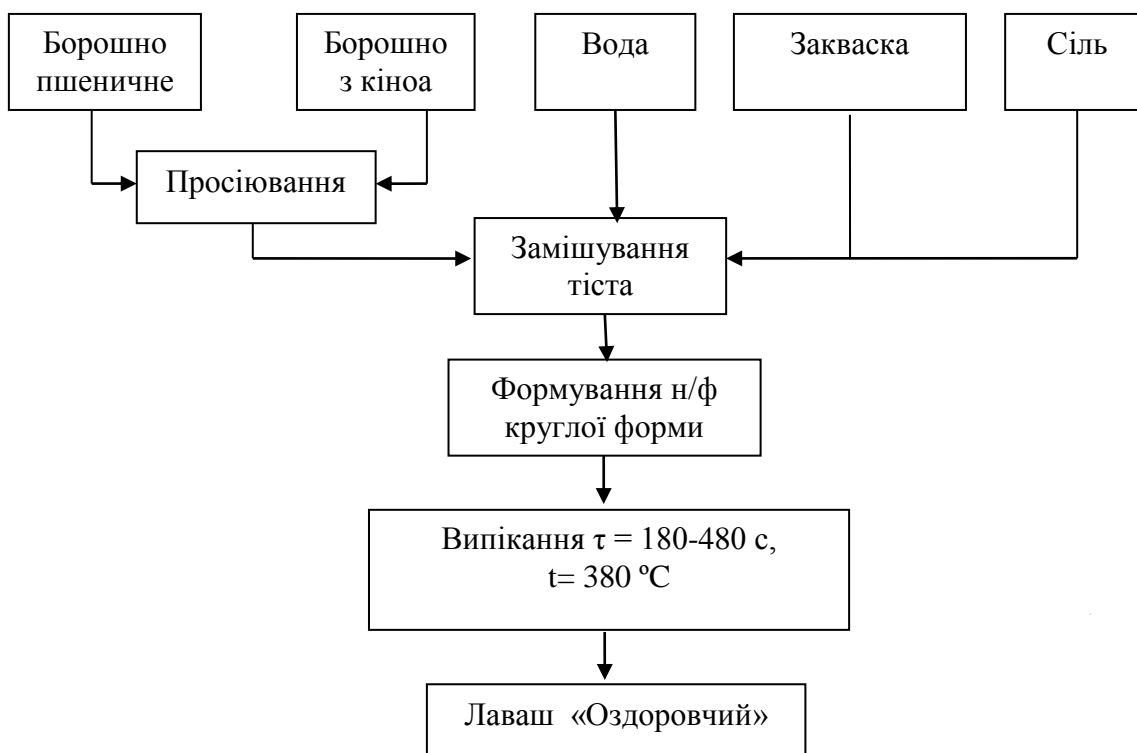 Борошно
пшеничне
Борошно
з кіноа
Вода
Закваска
Сіль
Просіювання
Замішування
тіста
Формування н/ф
круглої форми
Випікання τ = 180-480 с,
t= 380 ºС
Лаваш «Оздоровчий»